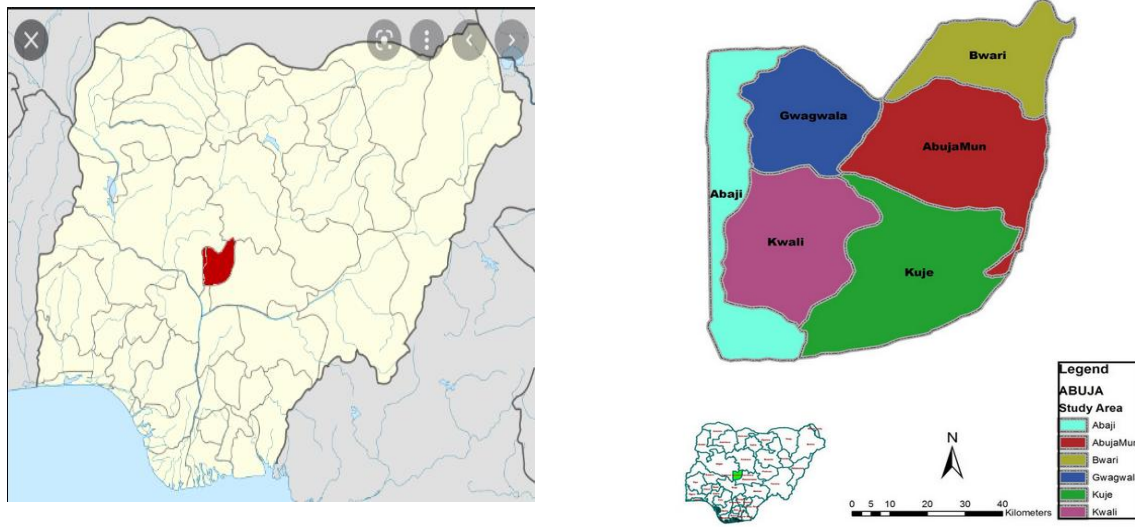 Bwari
Gwagwala
AbujaMun
Abaji
Kwali
Kuje
Legend
ABUJA
Study Area
Abaji
AbujaMun
Bwari
Gwagwal
Kuje
Kwali
N
0 5 10 20 30 40
Kilometers